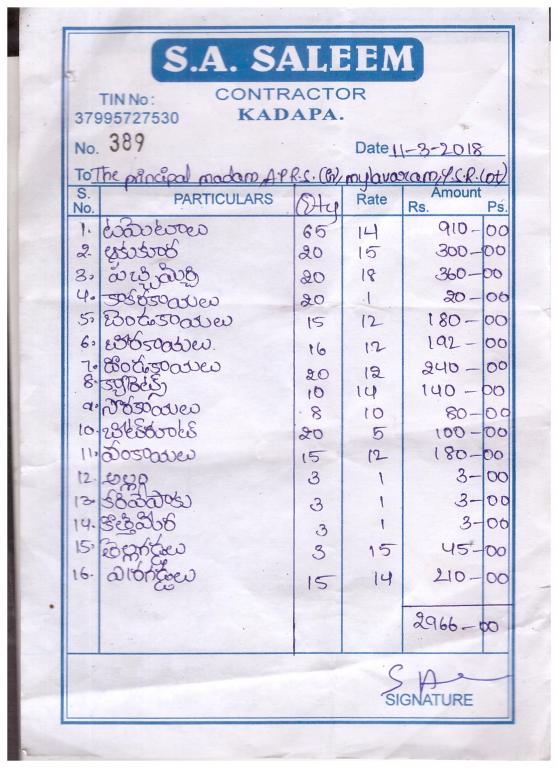 S.A. SALEEM
CONTRACTOR
KADAPA.
TIN No :
37995727530
No. 389
Date 11-3-2018
To The principal madam, A.P.R.S. (G), mylavaram, Y.S.R. (Dt)
S. No. PARTICULARS Qty Rate Amount Rs. Ps.
1. టమోటాలు 65 14 910-00
2. ఆకుకూర 20 15 300-00
3. పచ్చిమిర్చి 20 18 360-00
4. కాకరకాయలు 20 1 20-00
5. బెండకాయలు 15 12 180-00
6. బీరకాయలు 16 12 192-00
7. దొండకాయలు 20 12 240-00
8. క్యారెట్స్ 10 14 140-00
9. సొరకాయలు 8 10 80-00
10. బీట్‌రూట్ 20 5 100-00
11. వంకాయలు 15 12 180-00
12. అల్లం 3 1 3-00
13. కరివేపాకు 3 1 3-00
14. కొత్తిమీర 3 1 3-00
15. తెల్లగడ్డలు 3 15 45-00
16. ఎర్రగడ్డలు 15 14 210-00
2966-00
SIGNATURE